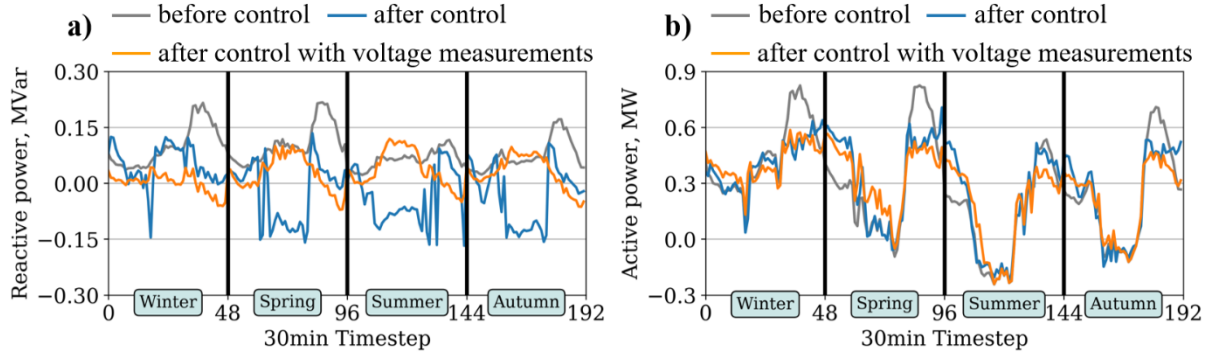 a)
before control after control
after control with voltage measurements
Reactive power, MVar
0.30
0.15
0.00
−0.15
−0.30
Winter Spring Summer Autumn
0 48 96 144 192
30min Timestep
b)
before control after control
after control with voltage measurements
Active power, MW
0.9
0.6
0.3
0.0
−0.3
Winter Spring Summer Autumn
0 48 96 144 192
30min Timestep